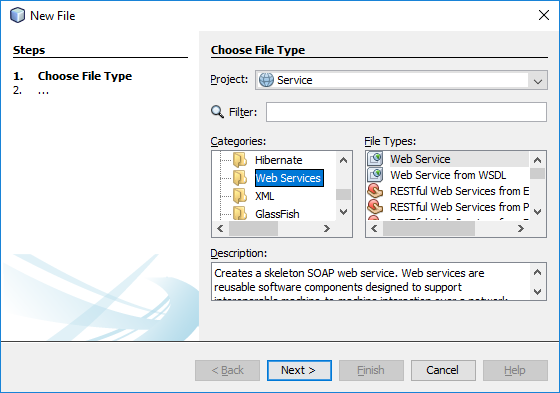 New File
Steps
1. Choose File Type
2. ...
Choose File Type
Project: Service
Filter:
Categories:
Hibernate
Web Services
XML
GlassFish
File Types:
Web Service
Web Service from WSDL
RESTful Web Services from E
RESTful Web Services from P
Description:
Creates a skeleton SOAP web service. Web services are
reusable software components designed to support
interoperable machine-to-machine interaction over a network.
< Back
Next >
Finish
Cancel
Help